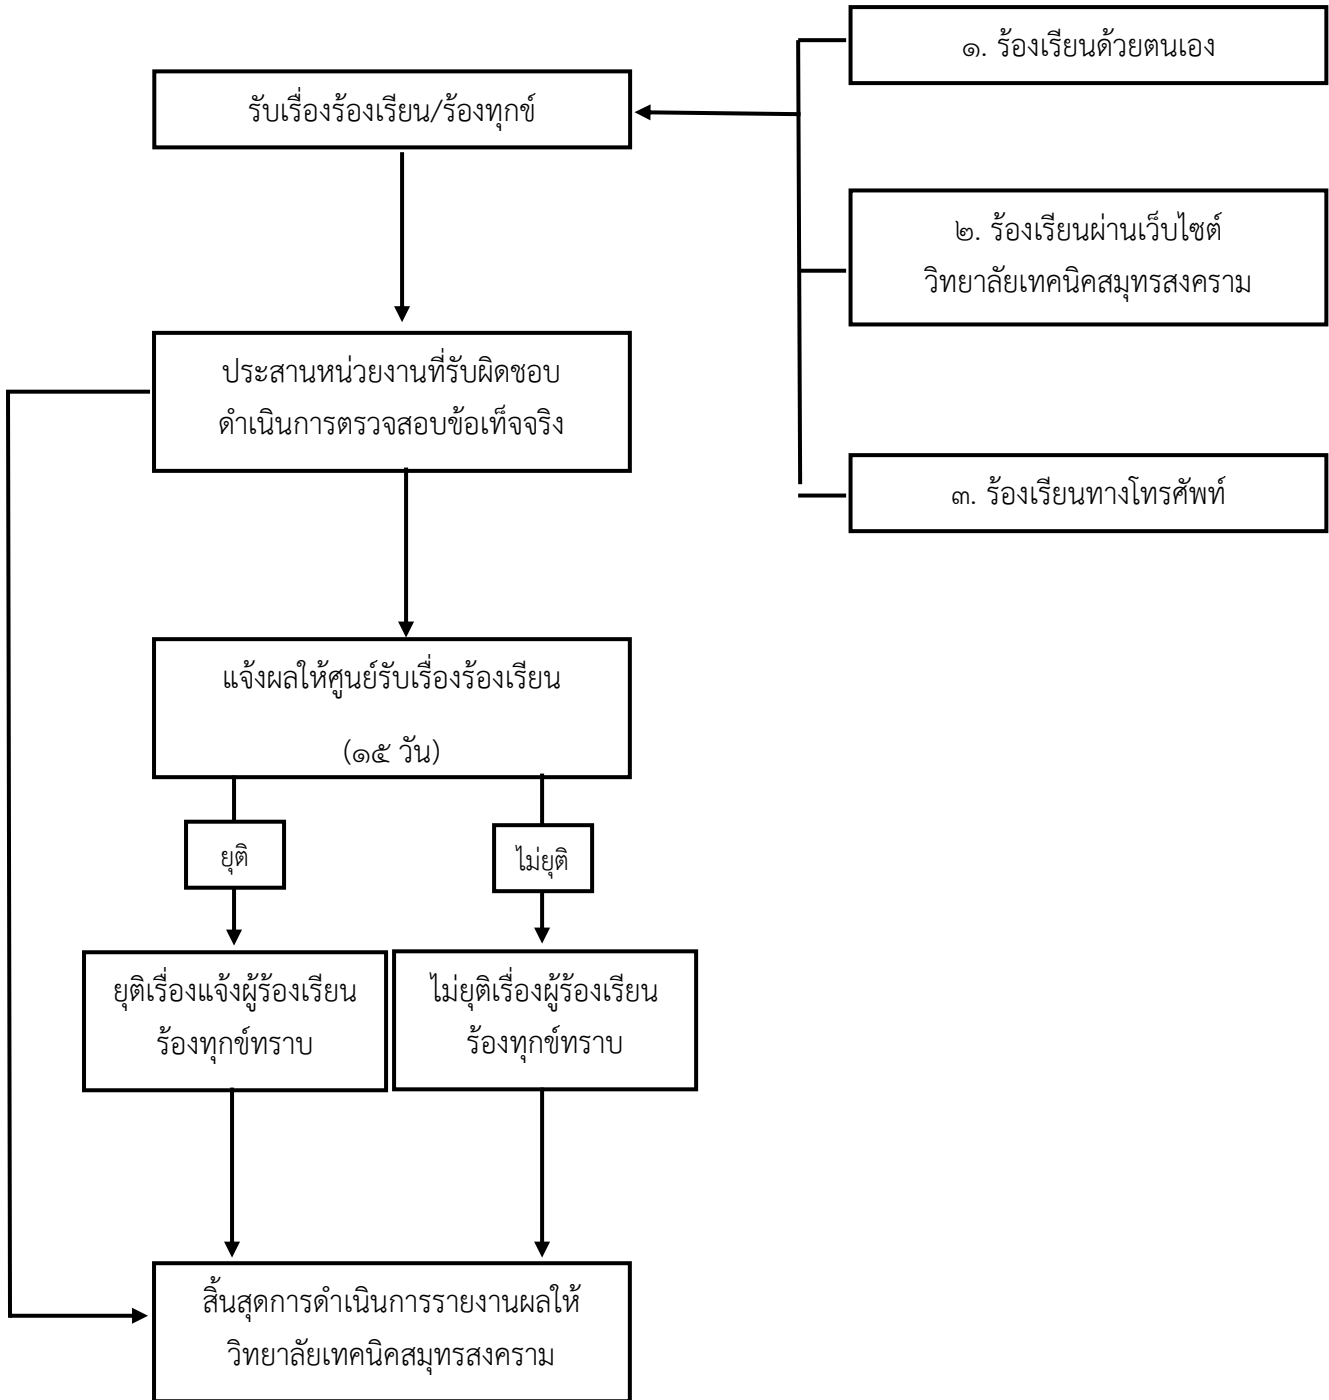 ๑. ร้องเรียนด้วยตนเอง
รับเรื่องร้องเรียน/ร้องทุกข์
๒. ร้องเรียนผ่านเว็บไซต์
วิทยาลัยเทคนิคสมุทรสงคราม
ประสานหน่วยงานที่รับผิดชอบ
ดำเนินการตรวจสอบข้อเท็จจริง
๓. ร้องเรียนทางโทรศัพท์
แจ้งผลให้ศูนย์รับเรื่องร้องเรียน
(๑๕ วัน)
ยุติ
ไม่ยุติ
ยุติเรื่องแจ้งผู้ร้องเรียน
ร้องทุกข์ทราบ
ไม่ยุติเรื่องผู้ร้องเรียน
ร้องทุกข์ทราบ
สิ้นสุดการดำเนินการรายงานผลให้
วิทยาลัยเทคนิคสมุทรสงคราม